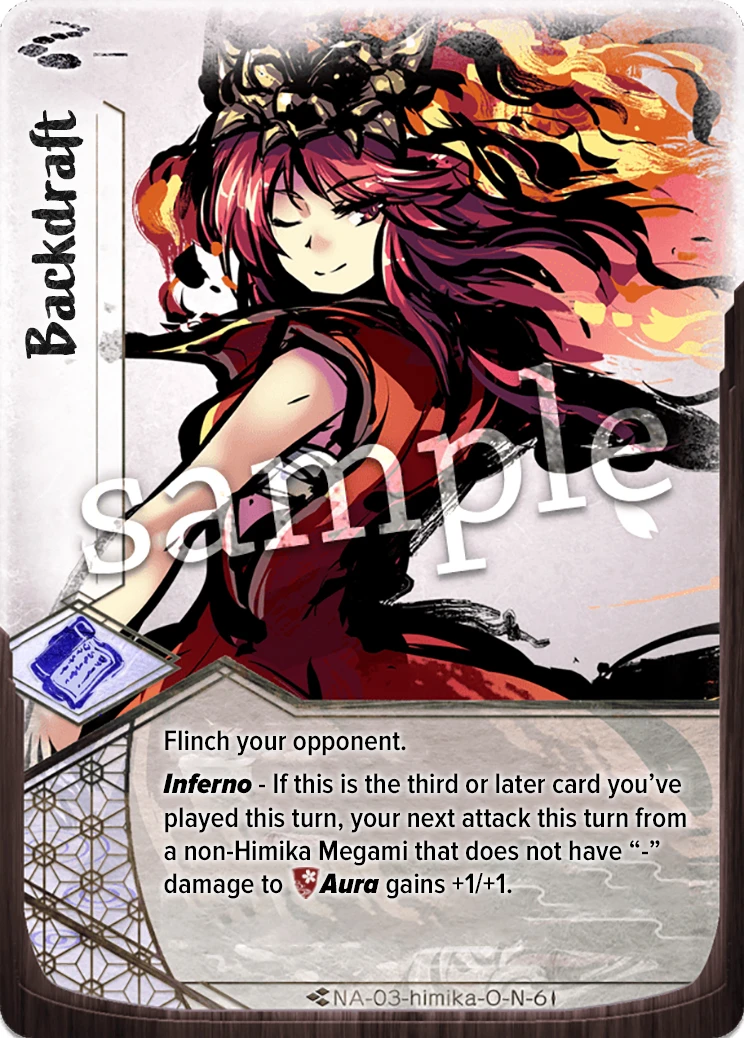 Backdraft
sample
Flinch your opponent.
Inferno - If this is the third or later card you’ve
played this turn, your next attack this turn from
a non-Himika Megami that does not have “-”
damage to Aura gains +1/+1.
NA-03-himika-O-N-6